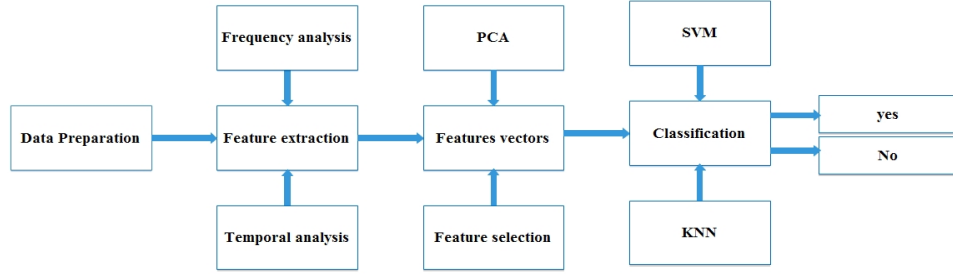 Frequency analysis
PCA
SVM
Data Preparation
Feature extraction
Features vectors
Classification
yes
No
Temporal analysis
Feature selection
KNN